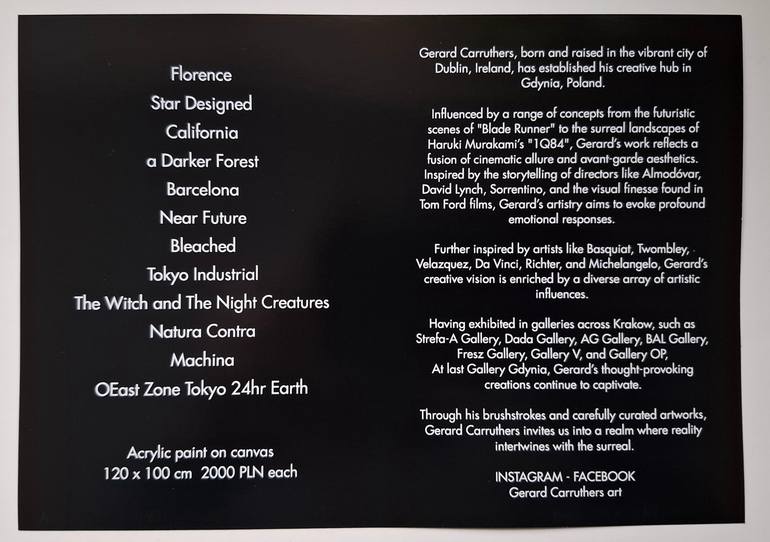 Florence
Star Designed
California
a Darker Forest
Barcelona
Near Future
Bleached
Tokyo Industrial
The Witch and The Night Creatures
Natura Contra
Machina
OEast Zone Tokyo 24hr Earth
Acrylic paint on canvas
120 x 100 cm 2000 PLN each
Gerard Carruthers, born and raised in the vibrant city of
Dublin, Ireland, has established his creative hub in
Gdynia, Poland.
Influenced by a range of concepts from the futuristic
scenes of "Blade Runner" to the surreal landscapes of
Haruki Murakami's "1Q84", Gerard's work reflects a
fusion of cinematic allure and avant-garde aesthetics.
Inspired by the storytelling of directors like Almodóvar,
David Lynch, Sorrentino, and the visual finesse found in
Tom Ford films, Gerard's artistry aims to evoke profound
emotional responses.
Further inspired by artists like Basquiat, Twombley,
Velazquez, Da Vinci, Richter, and Michelangelo, Gerard's
creative vision is enriched by a diverse array of artistic
influences.
Having exhibited in galleries across Krakow, such as
Strefa-A Gallery, Dada Gallery, AG Gallery, BAL Gallery,
Fresz Gallery, Gallery V, and Gallery OP,
At last Gallery Gdynia, Gerard's thought-provoking
creations continue to captivate.
Through his brushstrokes and carefully curated artworks,
Gerard Carruthers invites us into a realm where reality
intertwines with the surreal.
INSTAGRAM - FACEBOOK
Gerard Carruthers art